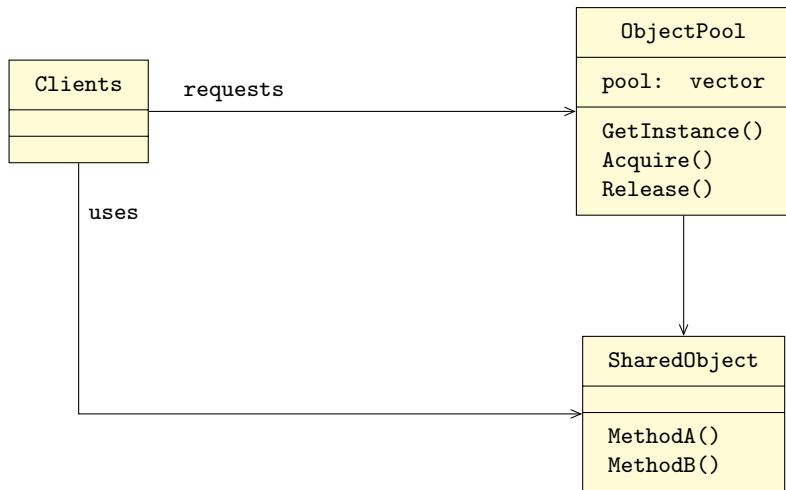 ObjectPool
pool: vector
GetInstance()
Acquire()
Release()
Clients
requests
uses
SharedObject
MethodA()
MethodB()